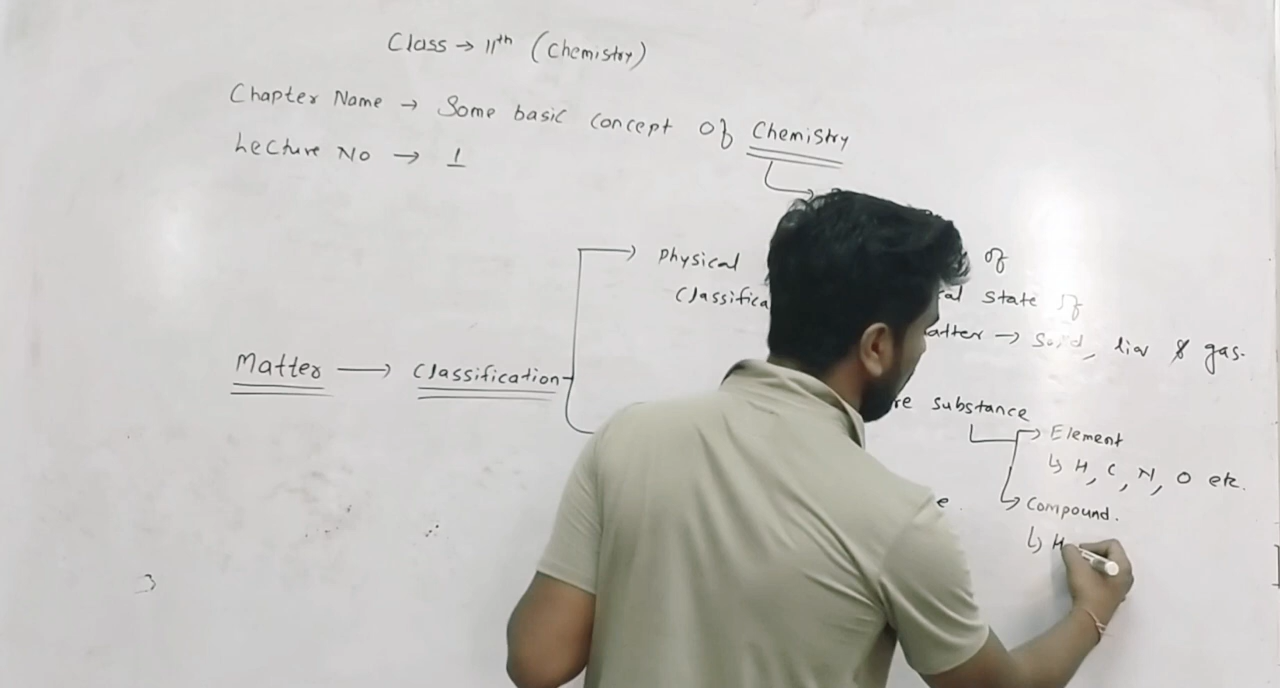 Class → 11th (Chemistry)
Chapter Name → Some basic concept of Chemistry
Lecture No → 1
Physical of
Classifica al state of
atter → Solid, liq & gas.
Matter → Classification
re substance
Element
↳ H, C, N, O etc.
e.
Compound.
↳ H